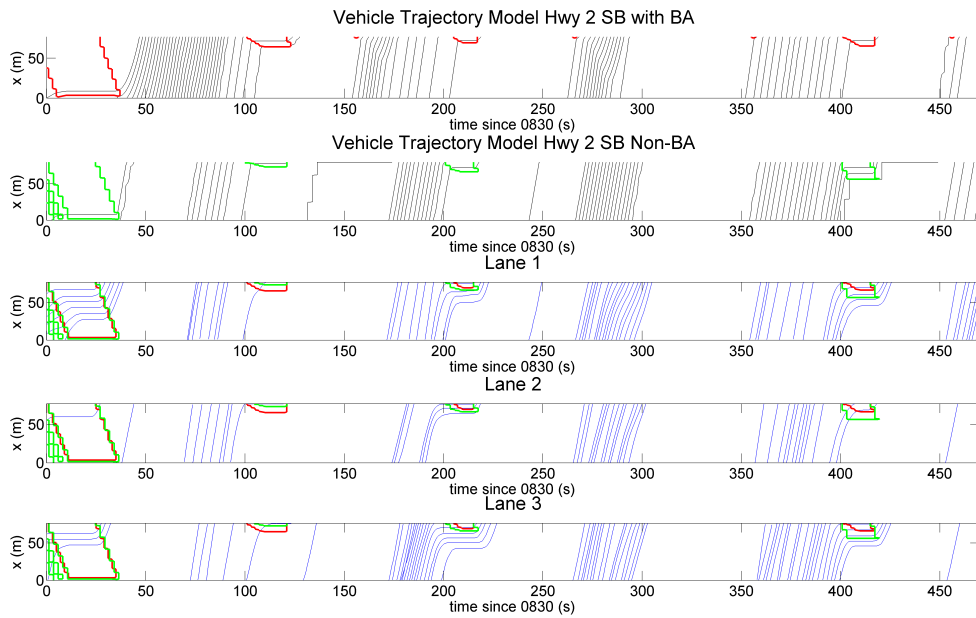 Vehicle Trajectory Model Hwy 2 SB with BA
x (m)
50
0
0 50 100 150 200 250 300 350 400 450
time since 0830 (s)
Vehicle Trajectory Model Hwy 2 SB Non-BA
x (m)
50
0
0 50 100 150 200 250 300 350 400 450
time since 0830 (s)
Lane 1
x (m)
50
0
0 50 100 150 200 250 300 350 400 450
time since 0830 (s)
Lane 2
x (m)
50
0
0 50 100 150 200 250 300 350 400 450
time since 0830 (s)
Lane 3
x (m)
50
0
0 50 100 150 200 250 300 350 400 450
time since 0830 (s)